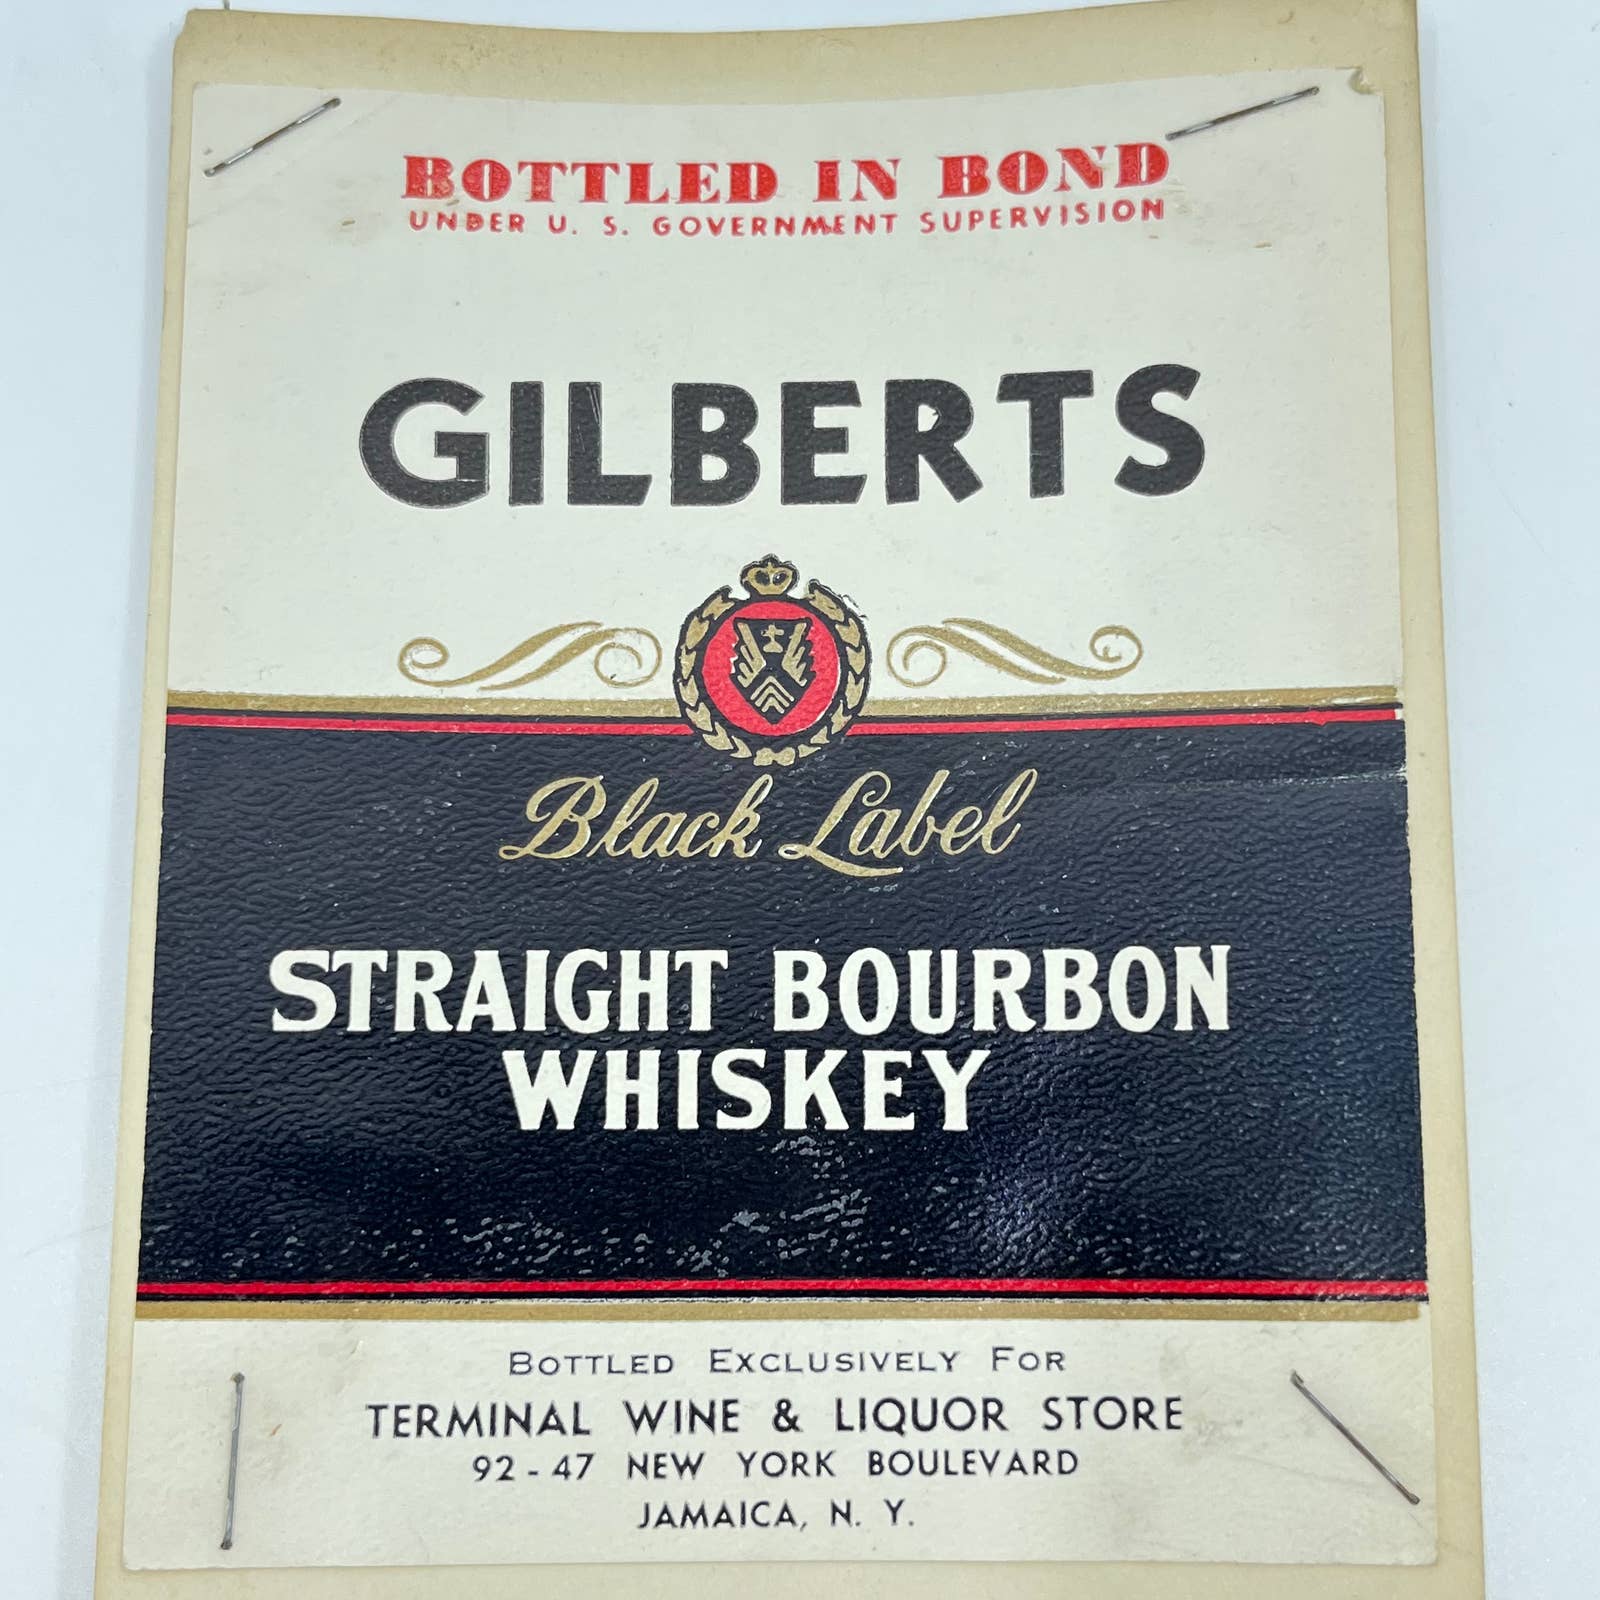 BOTTLED IN BOND
UNDER U. S. GOVERNMENT SUPERVISION
GILBERTS
Black Label
STRAIGHT BOURBON
WHISKEY
BOTTLED EXCLUSIVELY FOR
TERMINAL WINE & LIQUOR STORE
92-47 NEW YORK BOULEVARD
JAMAICA, N. Y.